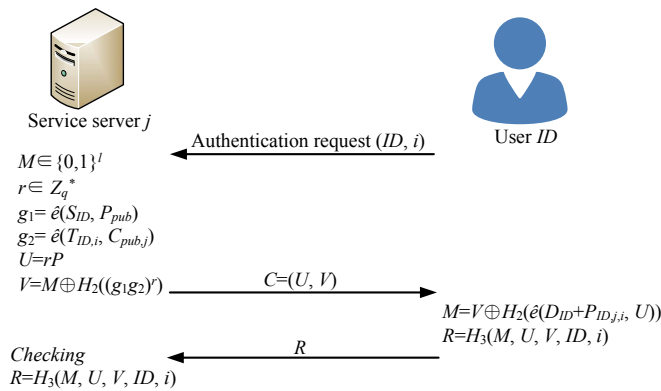 Service server j
User ID
Authentication request (ID, i)
M∈{0,1}^l
r∈ Z_q^*
g₁= ê(S_ID, P_pub)
g₂= ê(T_ID,i, C_pub,j)
U=rP
V=M⊕H₂((g₁g₂)^r)
C=(U, V)
M=V⊕H₂(ê(D_ID+P_ID,j,i, U))
R=H₃(M, U, V, ID, i)
R
Checking
R=H₃(M, U, V, ID, i)